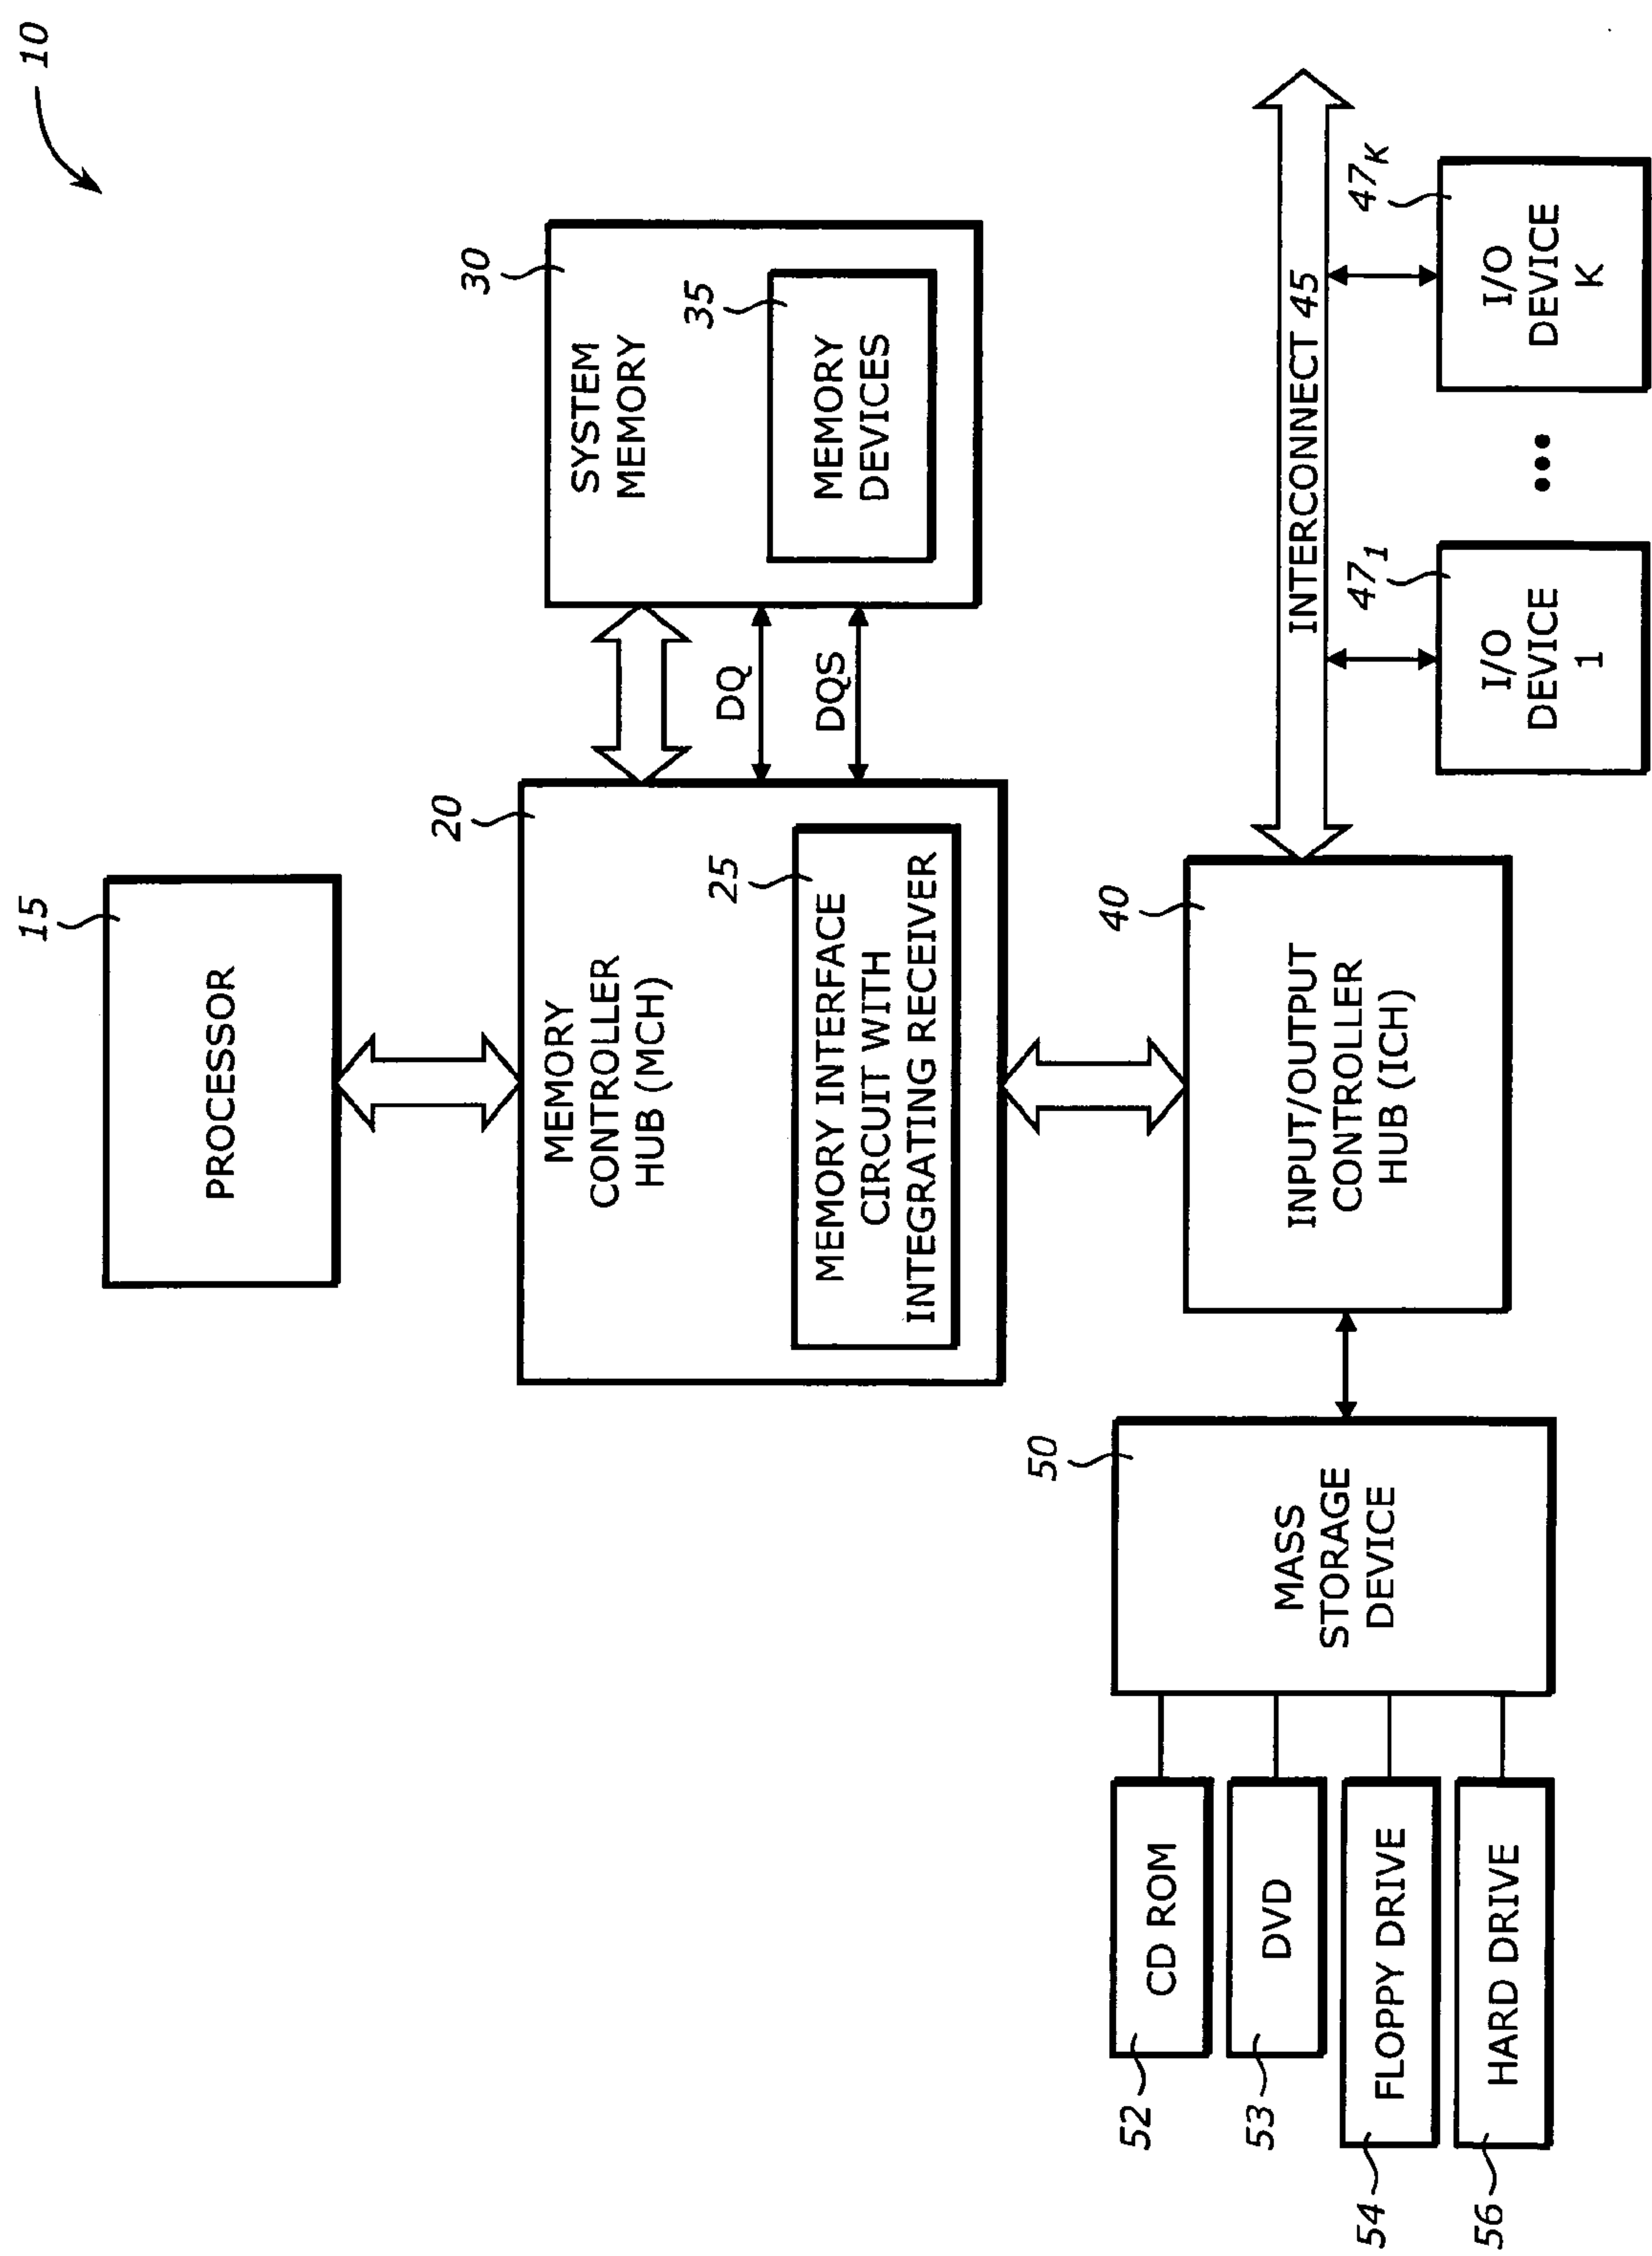 10
15
PROCESSOR
20
MEMORY
CONTROLLER
HUB (MCH)
25
MEMORY INTERFACE
CIRCUIT WITH
INTEGRATING RECEIVER
DQ
DQS
30
SYSTEM
MEMORY
35
MEMORY
DEVICES
40
INPUT/OUTPUT
CONTROLLER
HUB (ICH)
INTERCONNECT 45
47₁
I/O
DEVICE
1
•••
47ₖ
I/O
DEVICE
K
50
MASS
STORAGE
DEVICE
52
CD ROM
53
DVD
54
FLOPPY DRIVE
56
HARD DRIVE